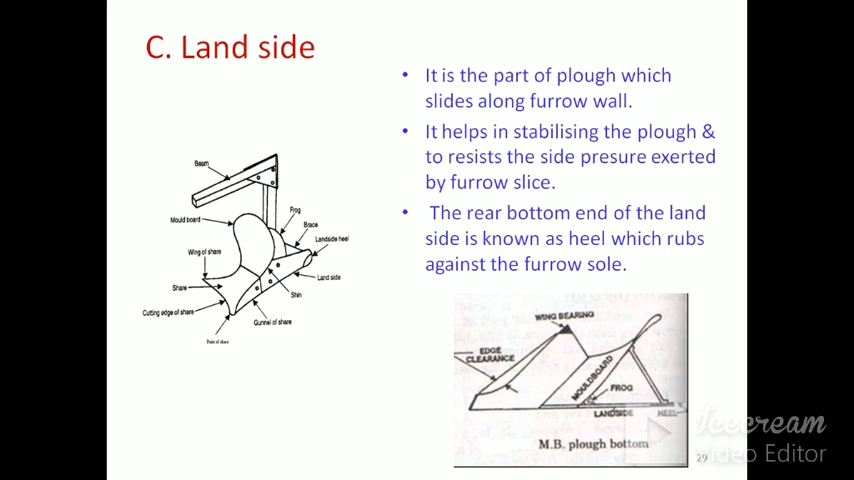 C. Land side
• It is the part of plough which
slides along furrow wall.
• It helps in stabilising the plough &
to resists the side presure exerted
by furrow slice.
• The rear bottom end of the land
side is known as heel which rubs
against the furrow sole.
Beam
Mould board
Frog
Brace
Landside heel
Wing of share
Land side
Share
Shin
Cutting edge of share
Gunnel of share
Point of share
WING BEARING
EDGE
CLEARANCE
MOULDBOARD
FROG
LANDSIDE
HEEL
M.B. plough bottom
29
Icecream
Video Editor